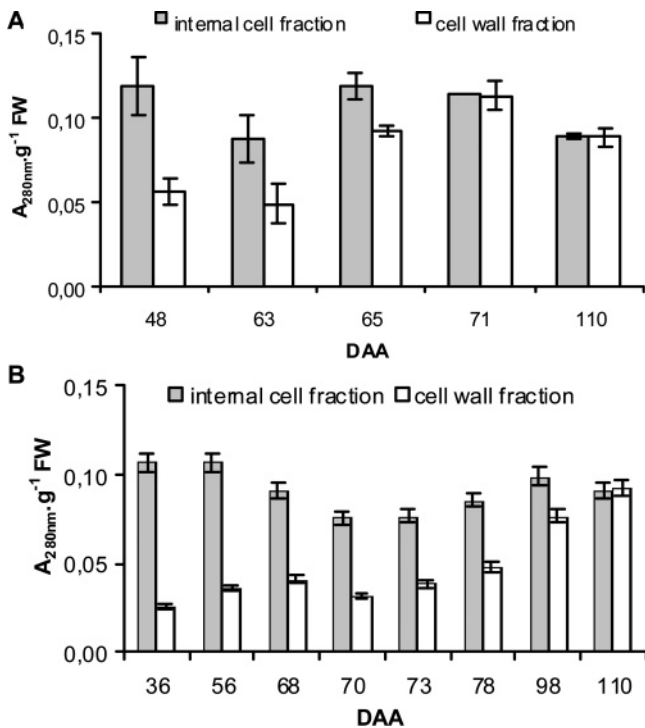 A
internal cell fraction cell wall fraction
A280nm.g-1 FW
0,15
0,10
0,05
0,00
48 63 65 71 110
DAA
B
internal cell fraction cell wall fraction
A280nm.g-1 FW
0,15
0,10
0,05
0,00
36 56 68 70 73 78 98 110
DAA